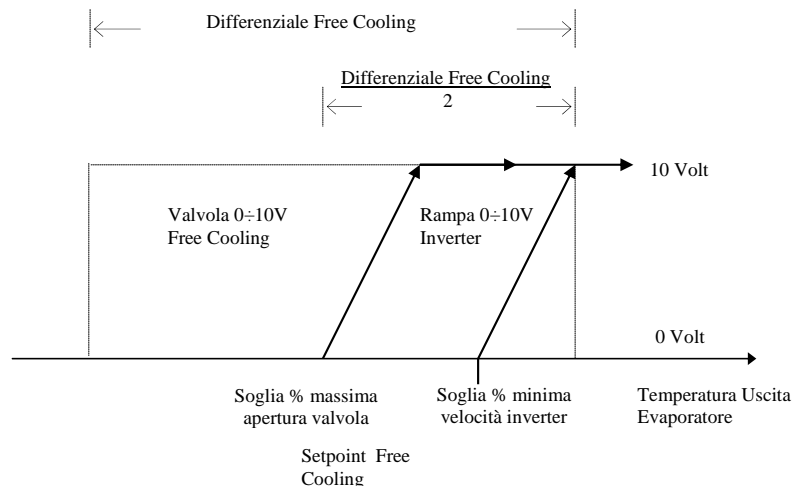 Differenziale Free Cooling
Differenziale Free Cooling
2
10 Volt
Valvola 0÷10V
Free Cooling
Rampa 0÷10V
Inverter
0 Volt
Soglia % massima
apertura valvola
Soglia % minima
velocità inverter
Temperatura Uscita
Evaporatore
Setpoint Free
Cooling